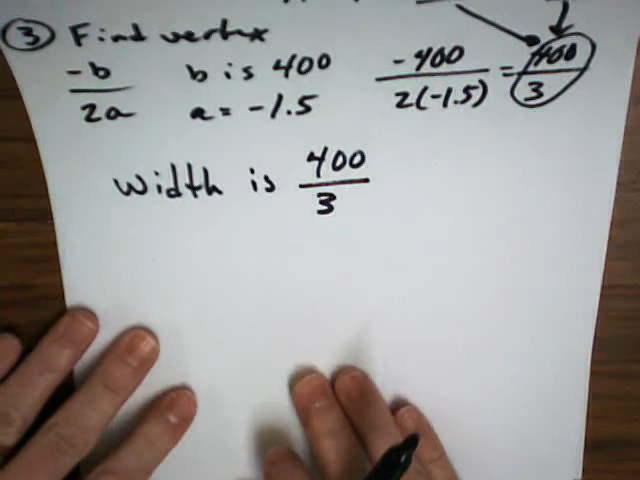 ③ Find vertex
-b/2a b is 400 a = -1.5 -400/2(-1.5) = 400/3
Width is 400/3